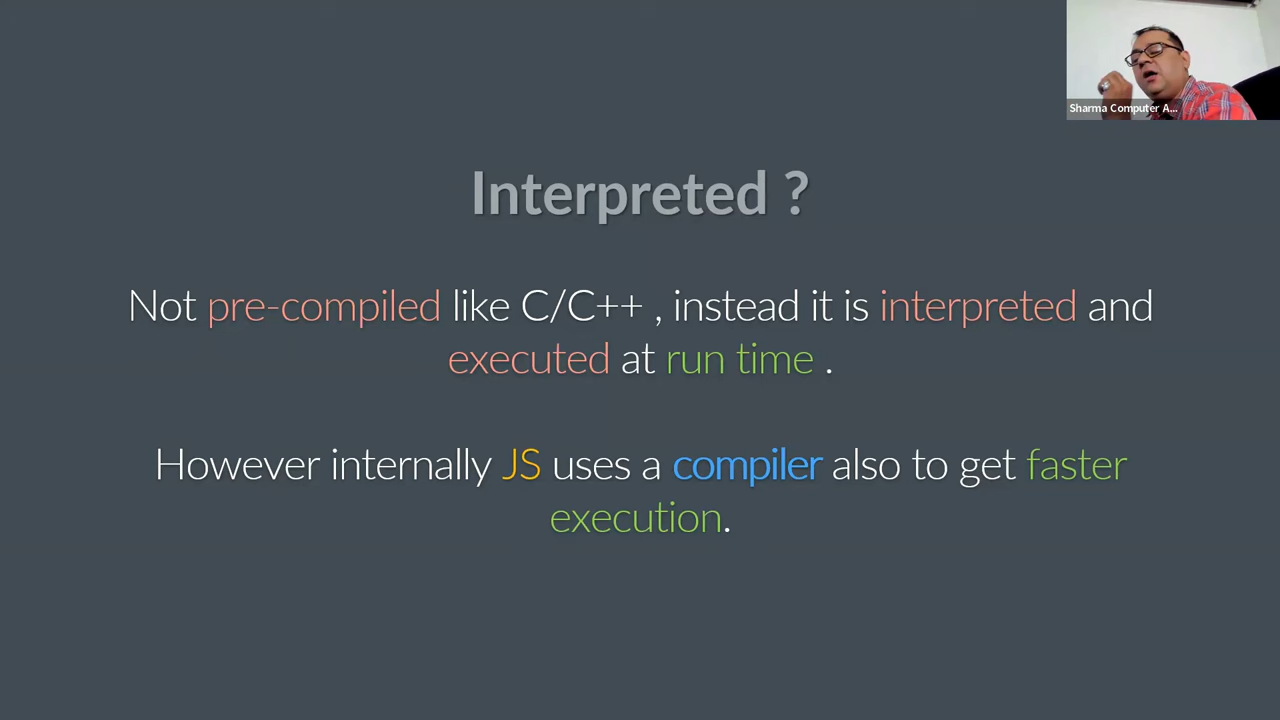 Sharma Computer A...
Interpreted ?
Not pre-compiled like C/C++ , instead it is interpreted and
executed at run time .
However internally JS uses a compiler also to get faster
execution.